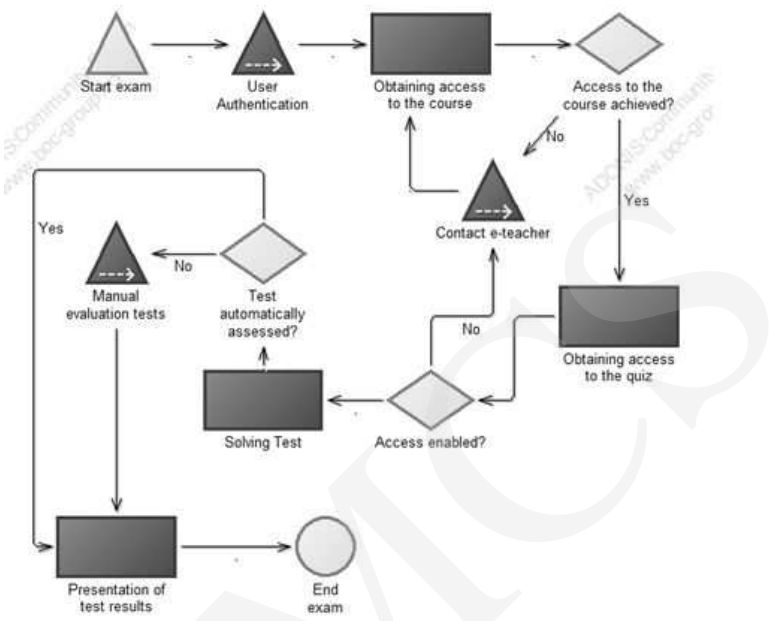 Start exam
User
Authentication
Obtaining access
to the course
Access to the
course achieved?
No
Yes
Contact e-teacher
Yes
No
Manual
evaluation tests
Test
automatically
assessed?
No
Obtaining access
to the quiz
Solving Test
Access enabled?
Presentation of
test results
End
exam